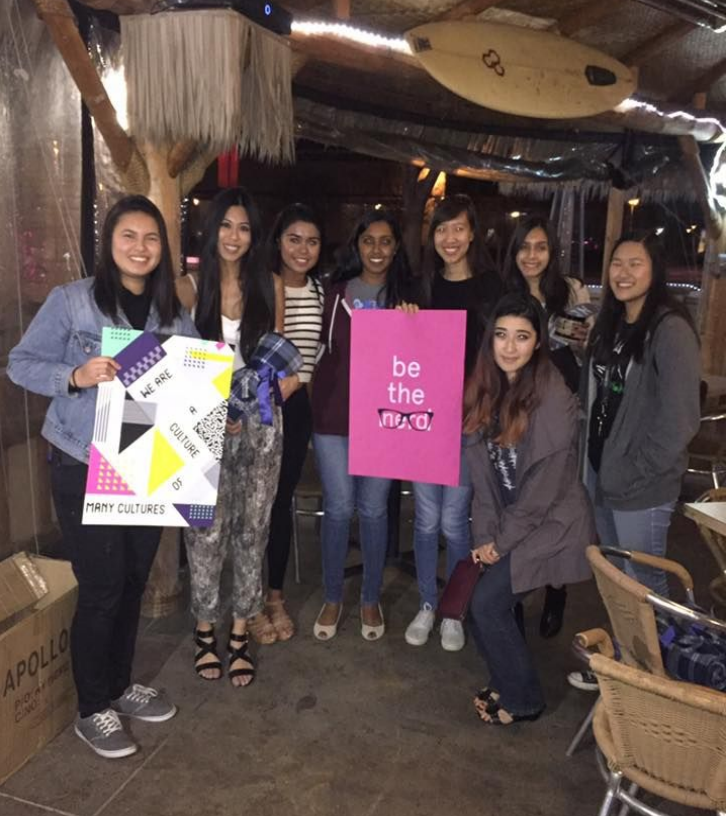 WE ARE
A
CULTURE
OF
MANY CULTURES
be
the
nerd
APOLLO